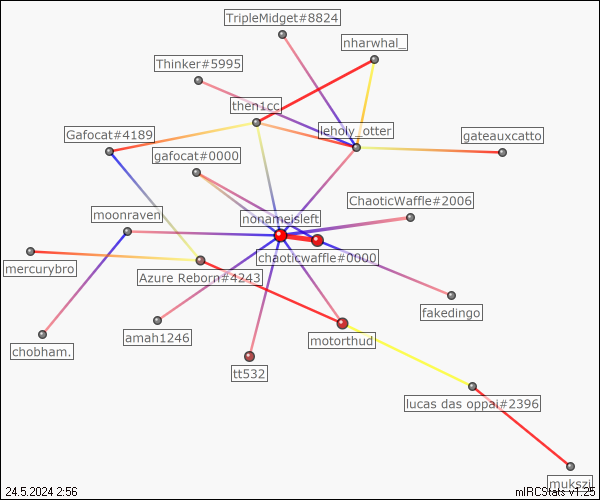 TripleMidget#8824
nharwhal_
Thinker#5995
then1cc
leholy_otter
Gafocat#4189
gateauxcatto
gafocat#0000
ChaoticWaffle#2006
moonraven
nonameisleft
chaoticwaffle#0000
mercurybro
Azure Reborn#4243
fakedingo
amah1246
motorthud
chobham.
tt532
lucas das oppai#2396
mukszi
24.5.2024 2:56
mIRCStats v1.25